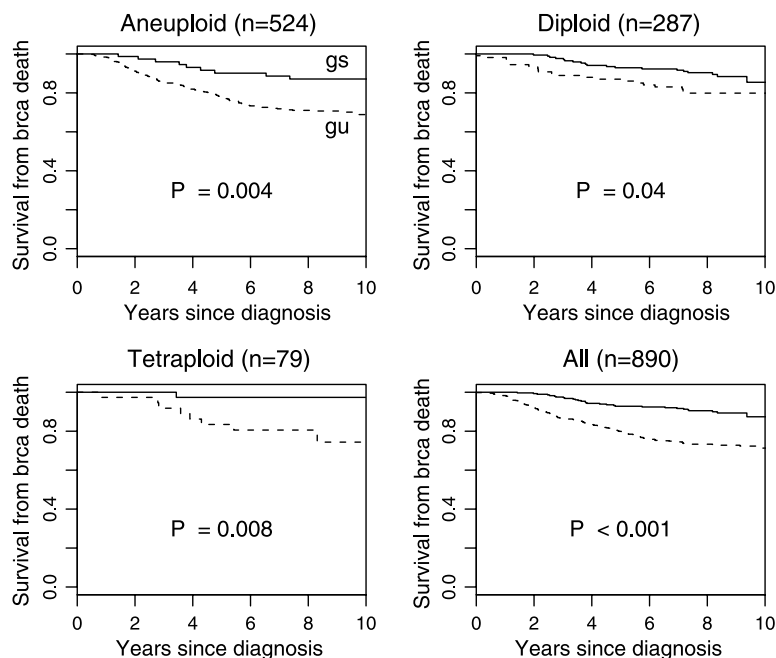 Aneuploid (n=524)
Survival from brca death
0.0 0.4 0.8
gs
gu
P = 0.004
0 2 4 6 8 10
Years since diagnosis
Diploid (n=287)
Survival from brca death
0.0 0.4 0.8
P = 0.04
0 2 4 6 8 10
Years since diagnosis
Tetraploid (n=79)
Survival from brca death
0.0 0.4 0.8
P = 0.008
0 2 4 6 8 10
Years since diagnosis
All (n=890)
Survival from brca death
0.0 0.4 0.8
P < 0.001
0 2 4 6 8 10
Years since diagnosis